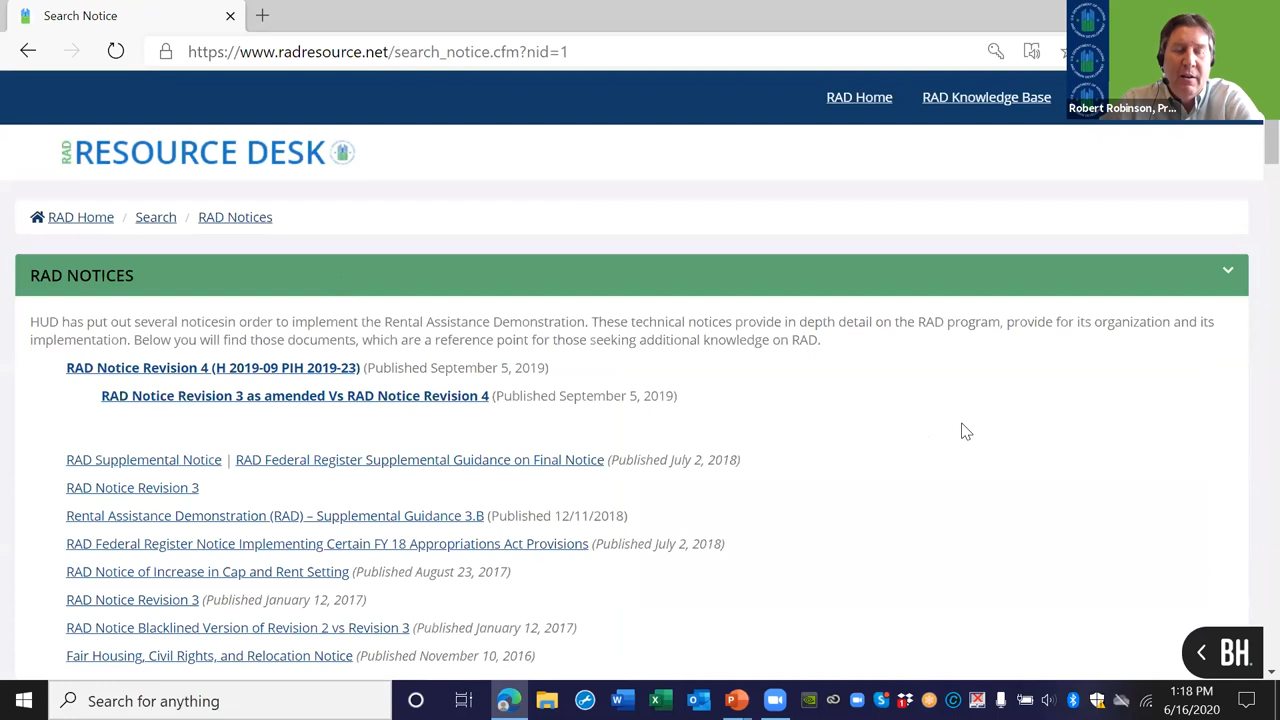 Search Notice
https://www.radresource.net/search_notice.cfm?nid=1
RAD Home
RAD Knowledge Base
Robert Robinson, Pr...
RAD RESOURCE DESK
RAD Home / Search / RAD Notices
RAD NOTICES
HUD has put out several noticesin order to implement the Rental Assistance Demonstration. These technical notices provide in depth detail on the RAD program, provide for its organization and its
implementation. Below you will find those documents, which are a reference point for those seeking additional knowledge on RAD.
RAD Notice Revision 4 (H 2019-09 PIH 2019-23) (Published September 5, 2019)
RAD Notice Revision 3 as amended Vs RAD Notice Revision 4 (Published September 5, 2019)
RAD Supplemental Notice | RAD Federal Register Supplemental Guidance on Final Notice (Published July 2, 2018)
RAD Notice Revision 3
Rental Assistance Demonstration (RAD) – Supplemental Guidance 3.B (Published 12/11/2018)
RAD Federal Register Notice Implementing Certain FY 18 Appropriations Act Provisions (Published July 2, 2018)
RAD Notice of Increase in Cap and Rent Setting (Published August 23, 2017)
RAD Notice Revision 3 (Published January 12, 2017)
RAD Notice Blacklined Version of Revision 2 vs Revision 3 (Published January 12, 2017)
Fair Housing, Civil Rights, and Relocation Notice (Published November 10, 2016)
BH.
Search for anything
1:18 PM
6/16/2020